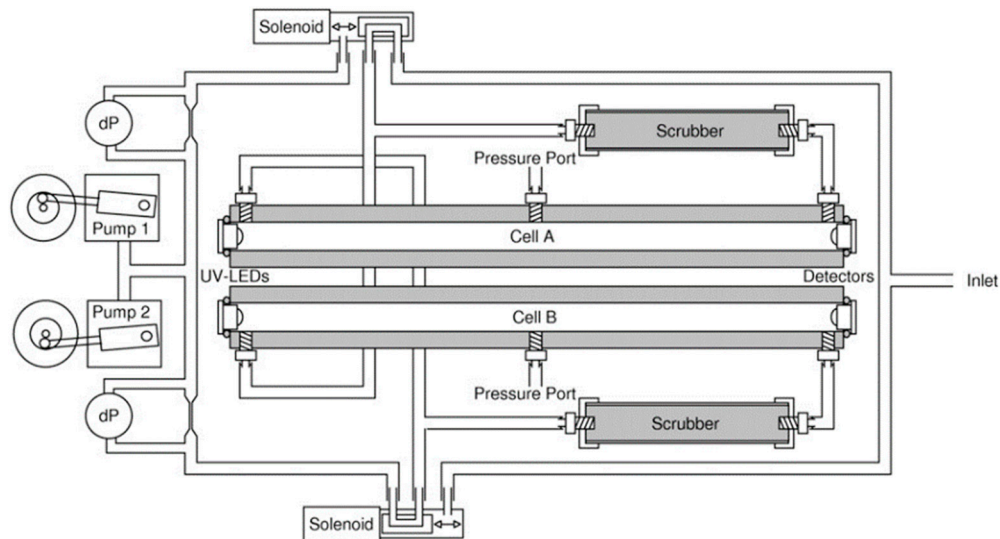 Solenoid
dP
Scrubber
Pressure Port
Pump 1
Cell A
UV-LEDs
Detectors
Inlet
Pump 2
Cell B
Pressure Port
dP
Scrubber
Solenoid